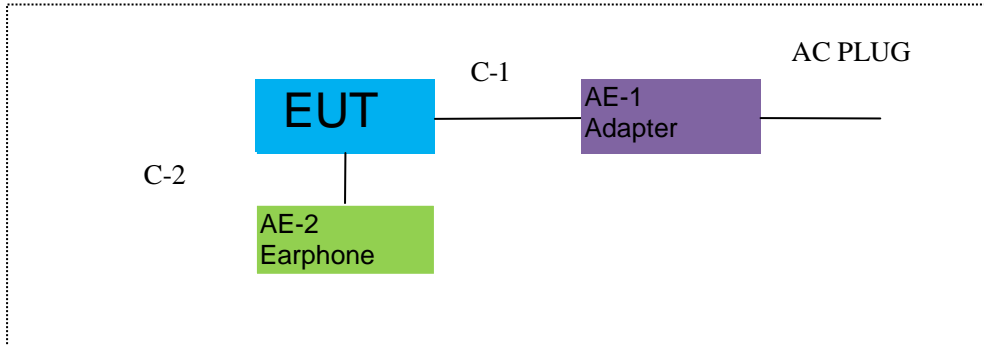 AC PLUG
C-1
EUT
AE-1
Adapter
C-2
AE-2
Earphone